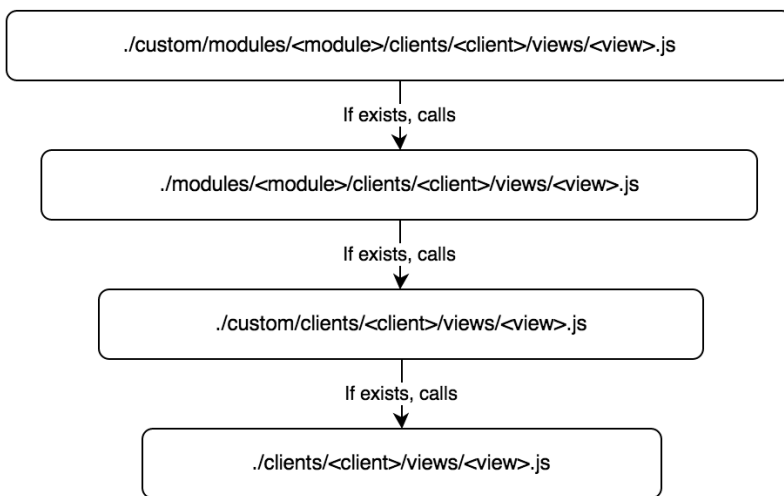 ./custom/modules/<module>/clients/<client>/views/<view>.js
If exists, calls
./modules/<module>/clients/<client>/views/<view>.js
If exists, calls
./custom/clients/<client>/views/<view>.js
If exists, calls
./clients/<client>/views/<view>.js